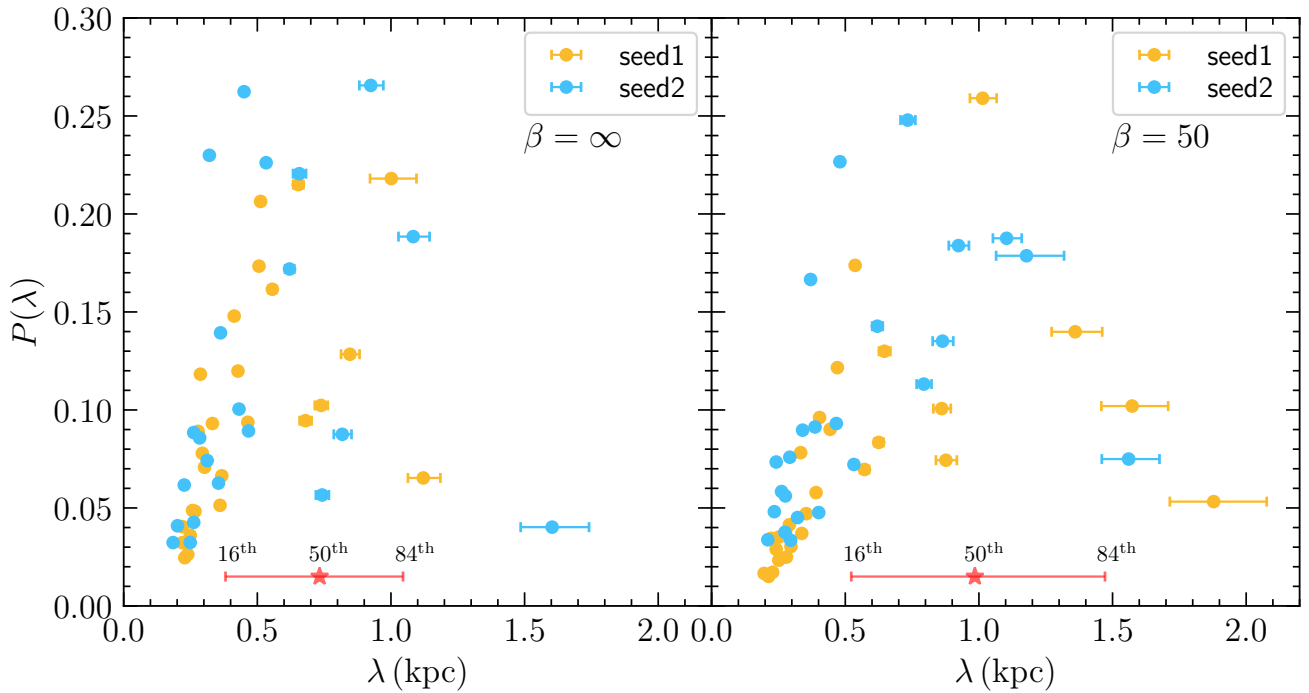 0.30
0.25
0.20
0.15
0.10
0.05
0.00
P(λ)
seed1
seed2
β = ∞
16th 50th 84th
0.0 0.5 1.0 1.5 2.0
λ (kpc)
seed1
seed2
β = 50
16th 50th 84th
0.0 0.5 1.0 1.5 2.0
λ (kpc)